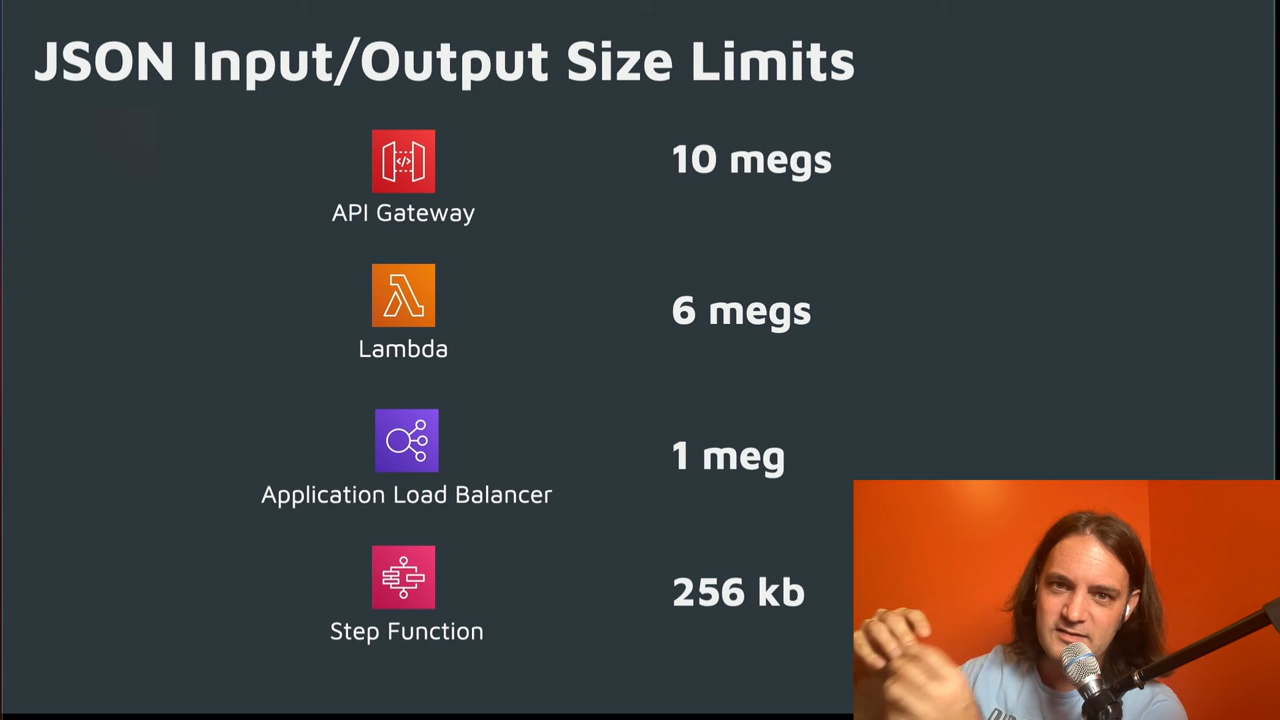 JSON Input/Output Size Limits
API Gateway
10 megs
Lambda
6 megs
Application Load Balancer
1 meg
Step Function
256 kb